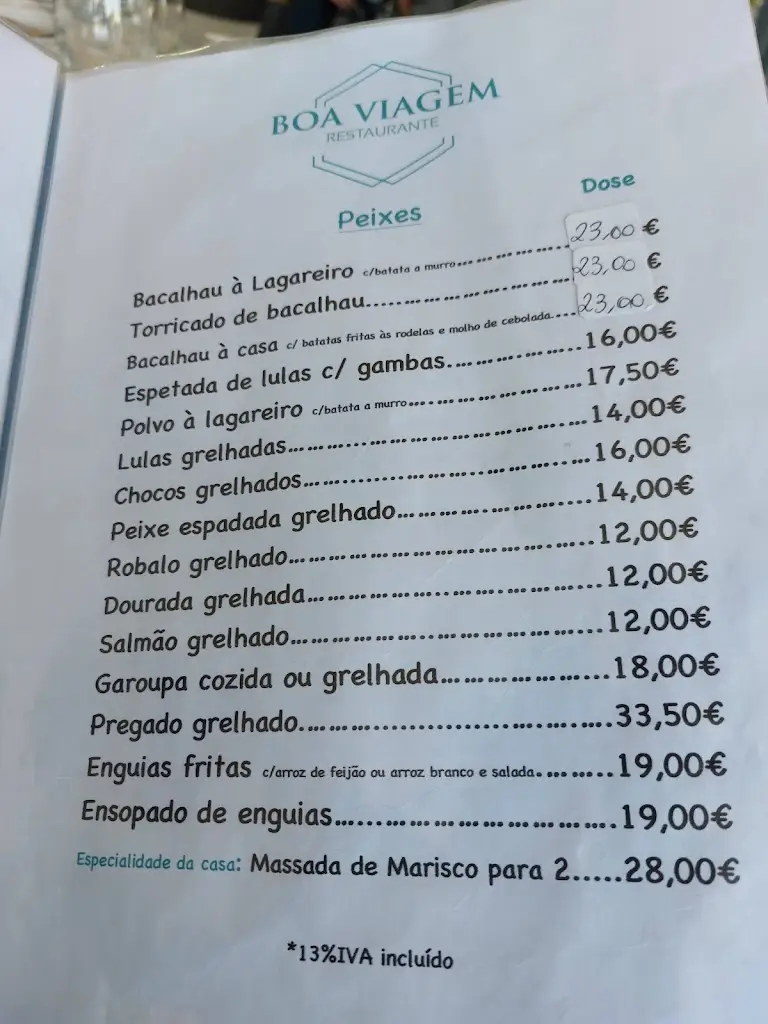 BOA VIAGEM
RESTAURANTE
Dose
Peixes
Bacalhau à Lagareiro c/batata a murro... ... ... ... ... 23,00 €
Torricado de bacalhau..... ... ... ... ... ... 23,00 €
Bacalhau à casa c/ batatas fritas às rodelas e molho de cebolada.... 23,00 €
Espetada de lulas c/ gambas.... ... ... ... ...16,00€
Polvo à lagareiro c/batata a murro... ... ... ... ... ...17,50€
Lulas grelhadas... ... ... ... ... ... ... ... ...14,00€
Chocos grelhados... ... ... ... ... ... ... ...16,00€
Peixe espadada grelhado... ... ... ... ... ...14,00€
Robalo grelhado... ... ... ... ... ... ... ... ...12,00€
Dourada grelhada... ... ... ... ... ... ... ...12,00€
Salmão grelhado... ... ... ... ... ... ... ... ...12,00€
Garoupa cozida ou grelhada... ... ... ... ...18,00€
Pregado grelhado... ... ... ... ... ... ... ...33,50€
Enguias fritas c/arroz de feijão ou arroz branco e salada. ... ... ...19,00€
Ensopado de enguias... ... ... ... ... ... ... ...19,00€
Especialidade da casa: Massada de Marisco para 2.....28,00€
*13%IVA incluído